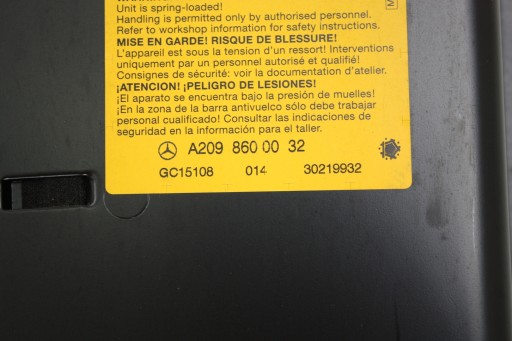 Unit is spring-loaded!
Handling is permitted only by authorised personnel.
Refer to workshop information for safety instructions.
MISE EN GARDE! RISQUE DE BLESSURE!
L'appareil est sous la tension d'un ressort! Interventions
uniquement par un personnel autorisé et qualifié!
Consignes de sécurité: voir la documentation d'atelier.
¡ATENCION! ¡PELIGRO DE LESIONES!
¡El aparato se encuentra bajo la presión de muelles!
¡En la zona de la barra antivuelco sólo debe trabajar
personal cualificado! Consultar las indicaciones de
seguridad en la información para el taller.
A209 860 00 32
GC15108 014 30219932